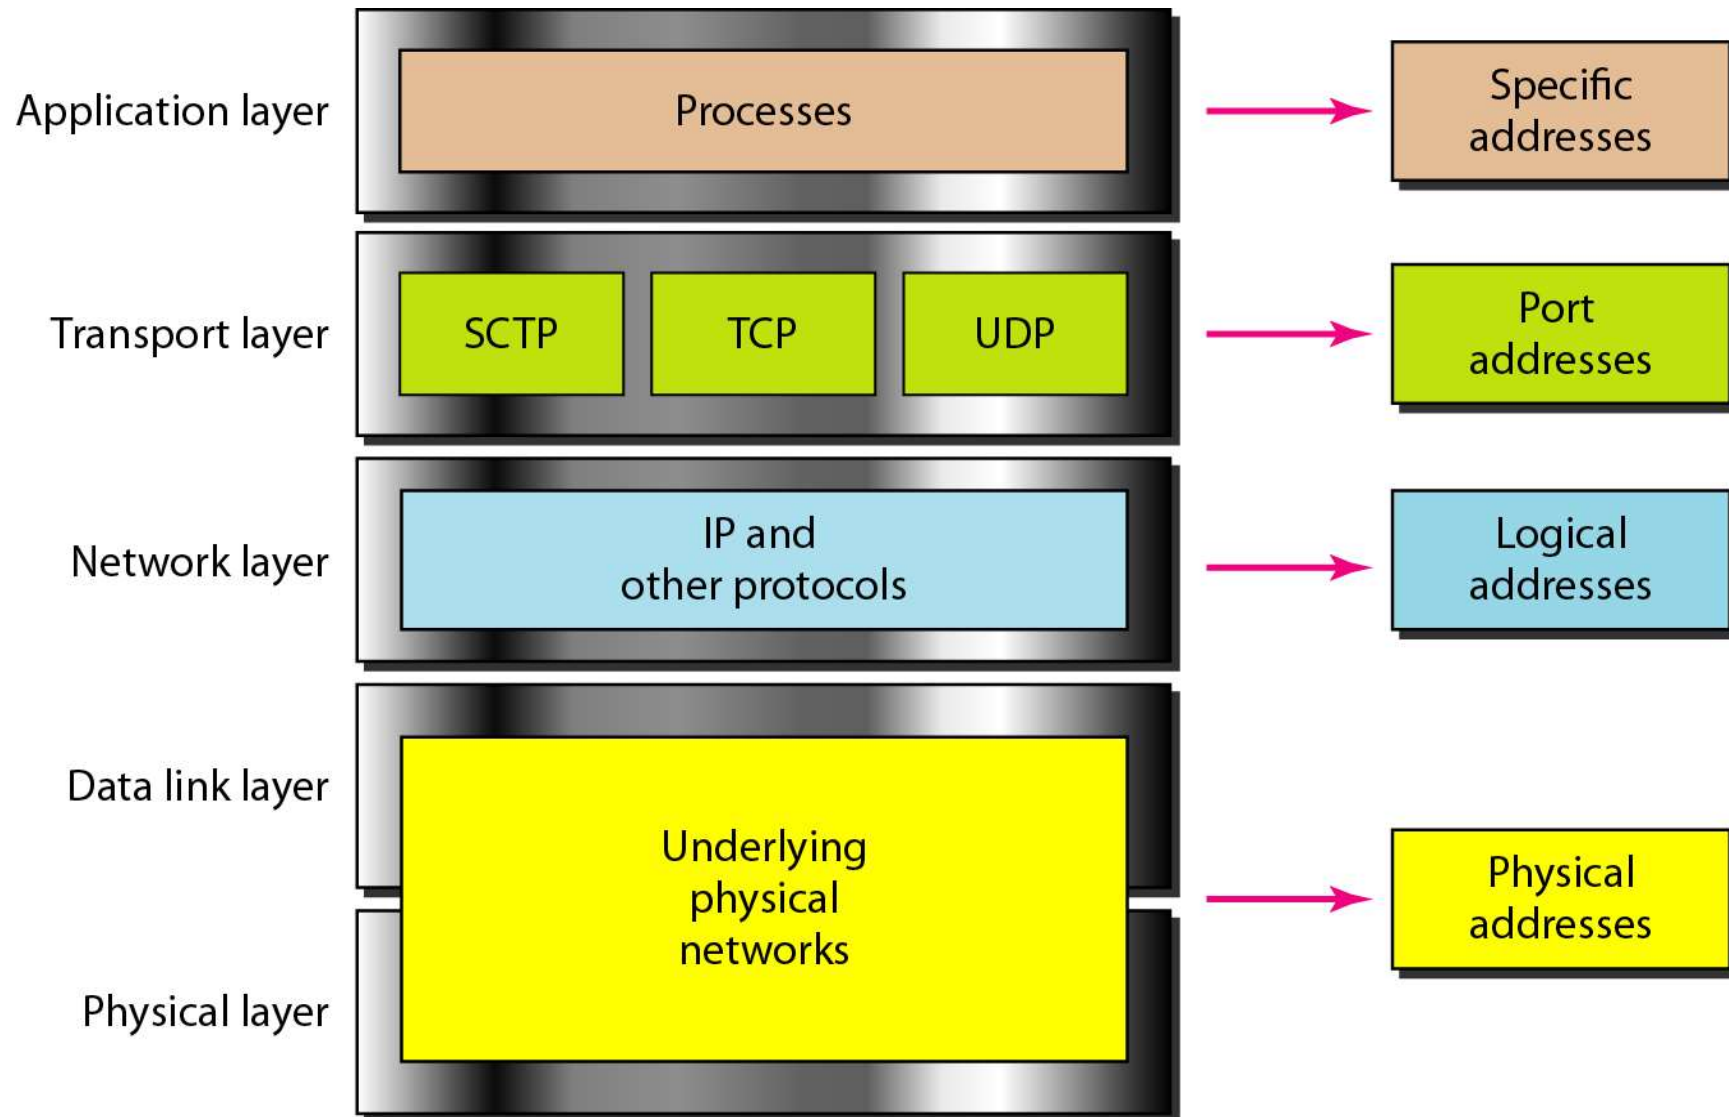 Application layer
Processes
Specific
addresses
Transport layer
SCTP
TCP
UDP
Port
addresses
Network layer
IP and
other protocols
Logical
addresses
Data link layer
Underlying
physical
networks
Physical
addresses
Physical layer